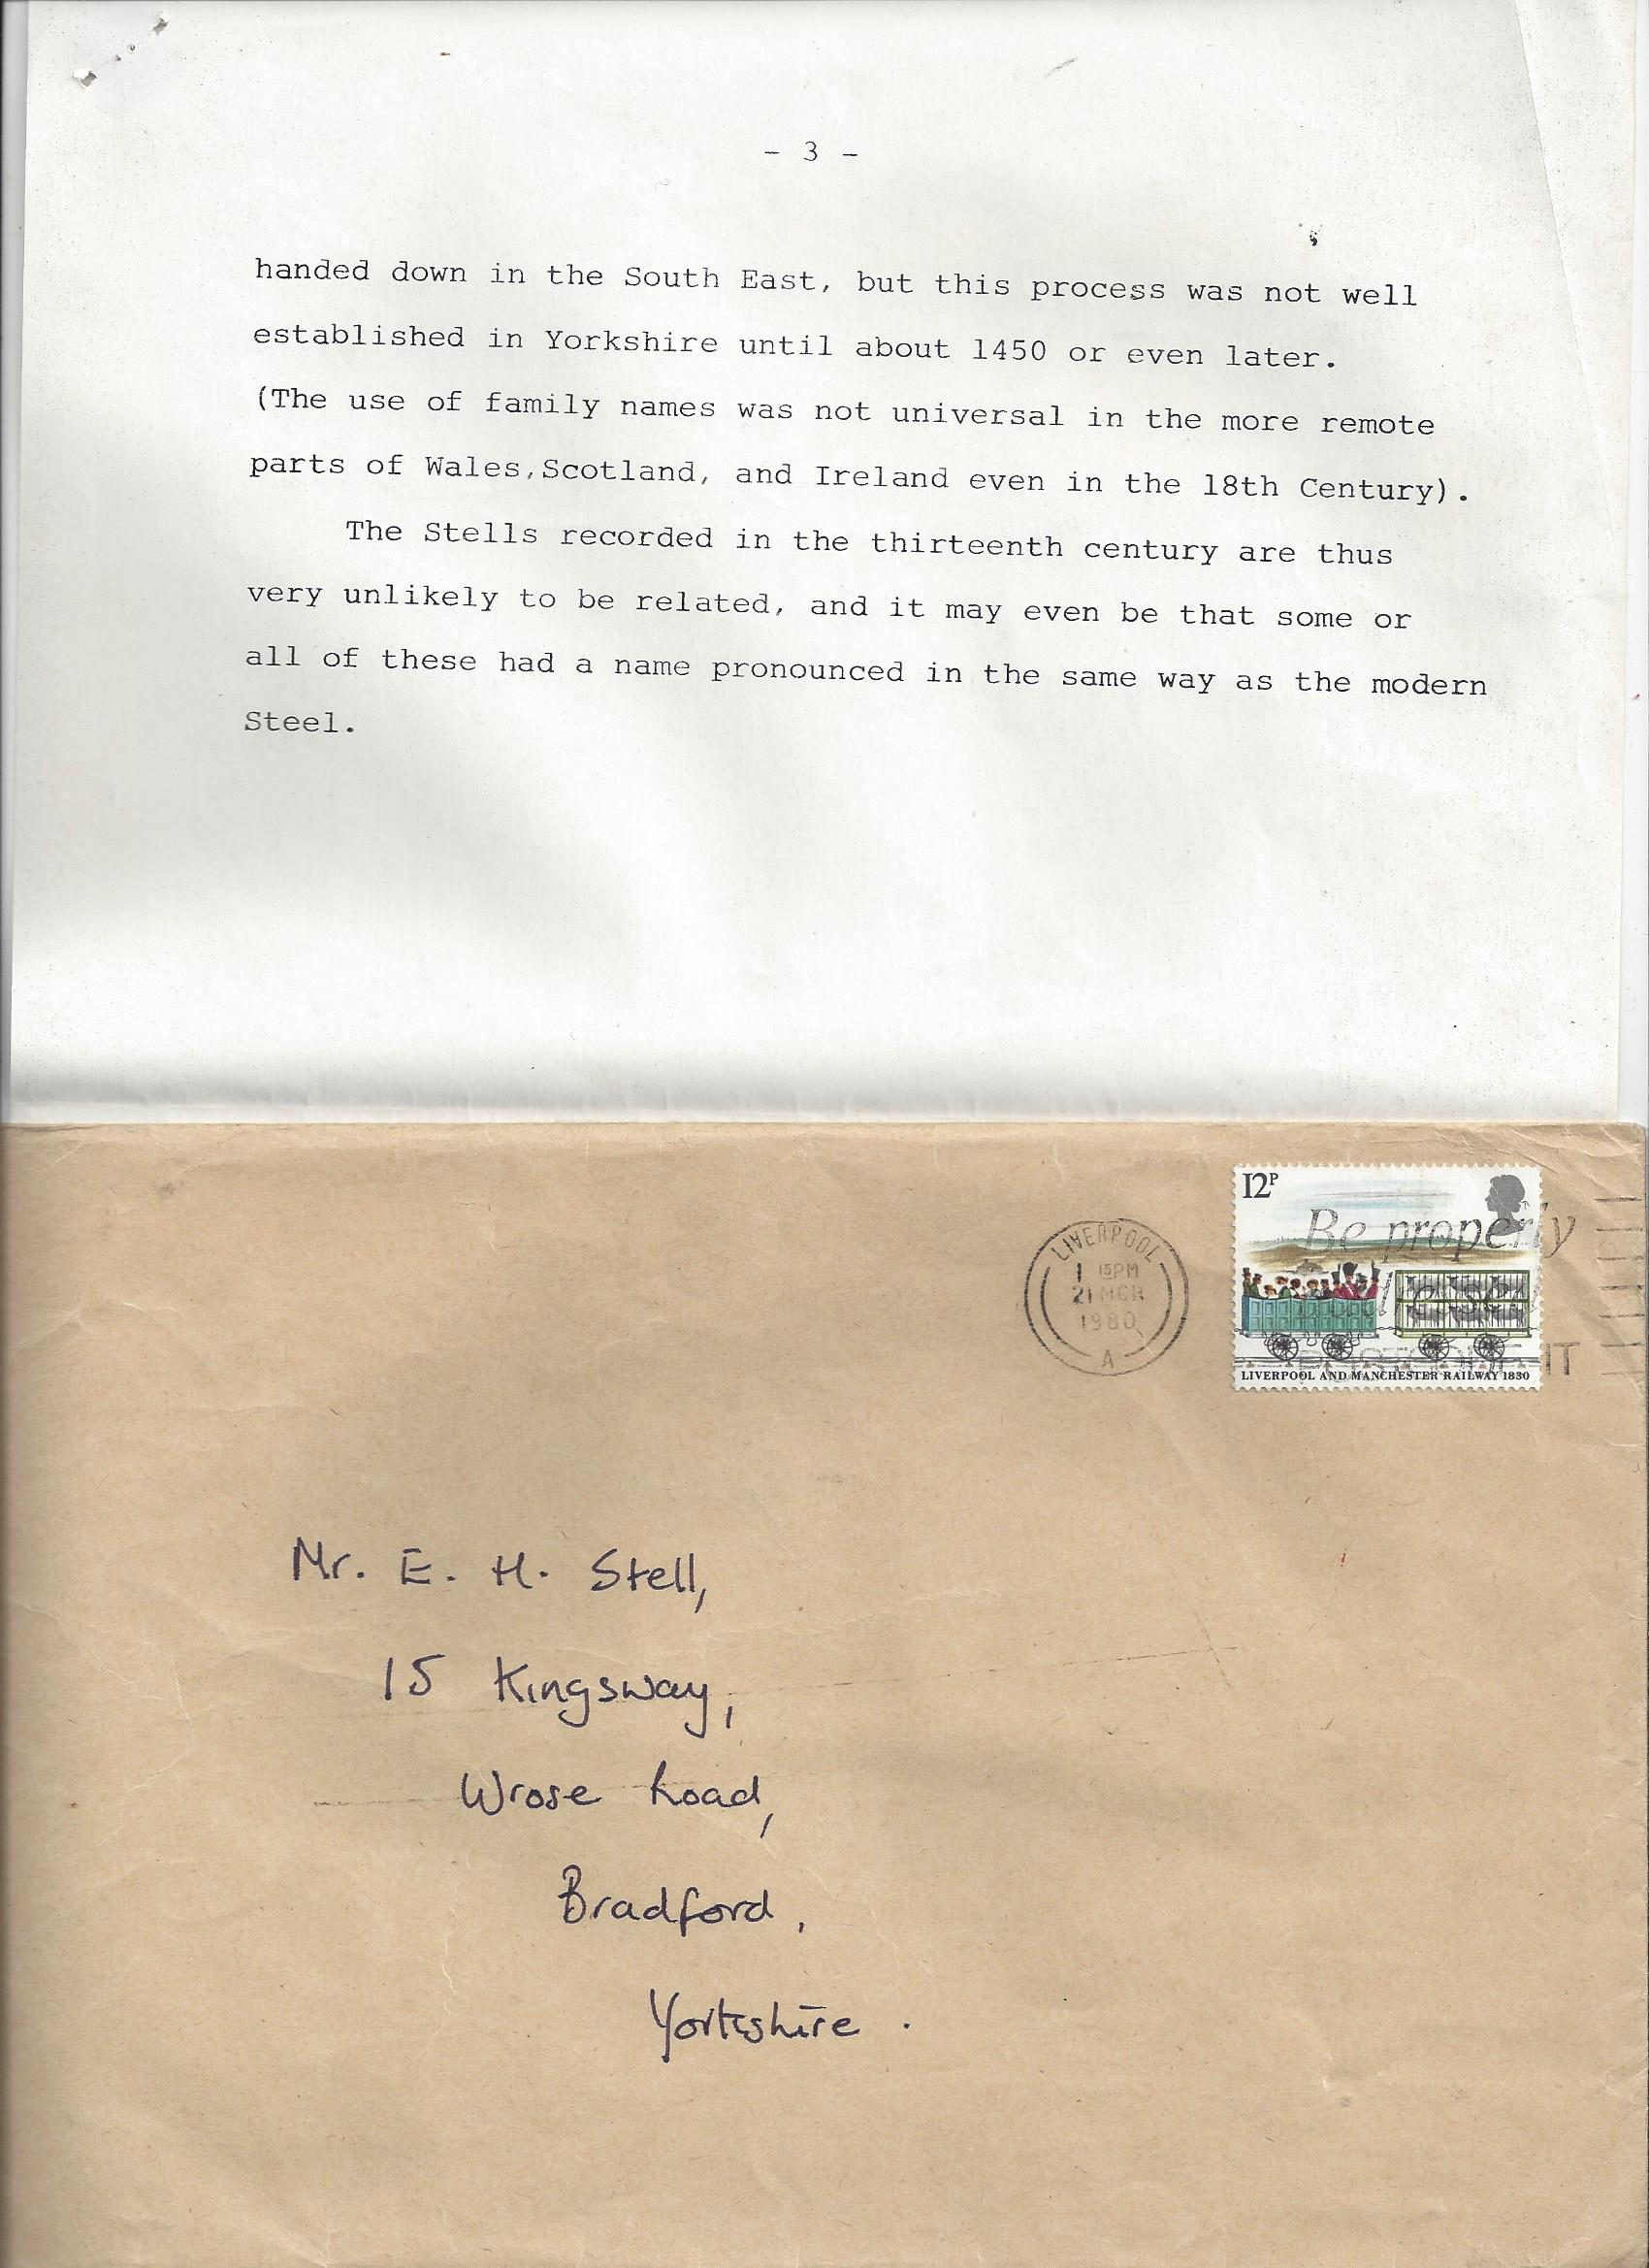 - 3 -
handed down in the South East, but this process was not well
established in Yorkshire until about 1450 or even later.
(The use of family names was not universal in the more remote
parts of Wales,Scotland, and Ireland even in the 18th Century).
The Stells recorded in the thirteenth century are thus
very unlikely to be related, and it may even be that some or
all of these had a name pronounced in the same way as the modern
Steel.
12P
Be properly
LIVERPOOL
1 15PM
21 MCH
1980
A
LIVERPOOL AND MANCHESTER RAILWAY 1830
Mr. E. H. Stell,
15 Kingsway,
Wrose Road,
Bradford,
Yorkshire.